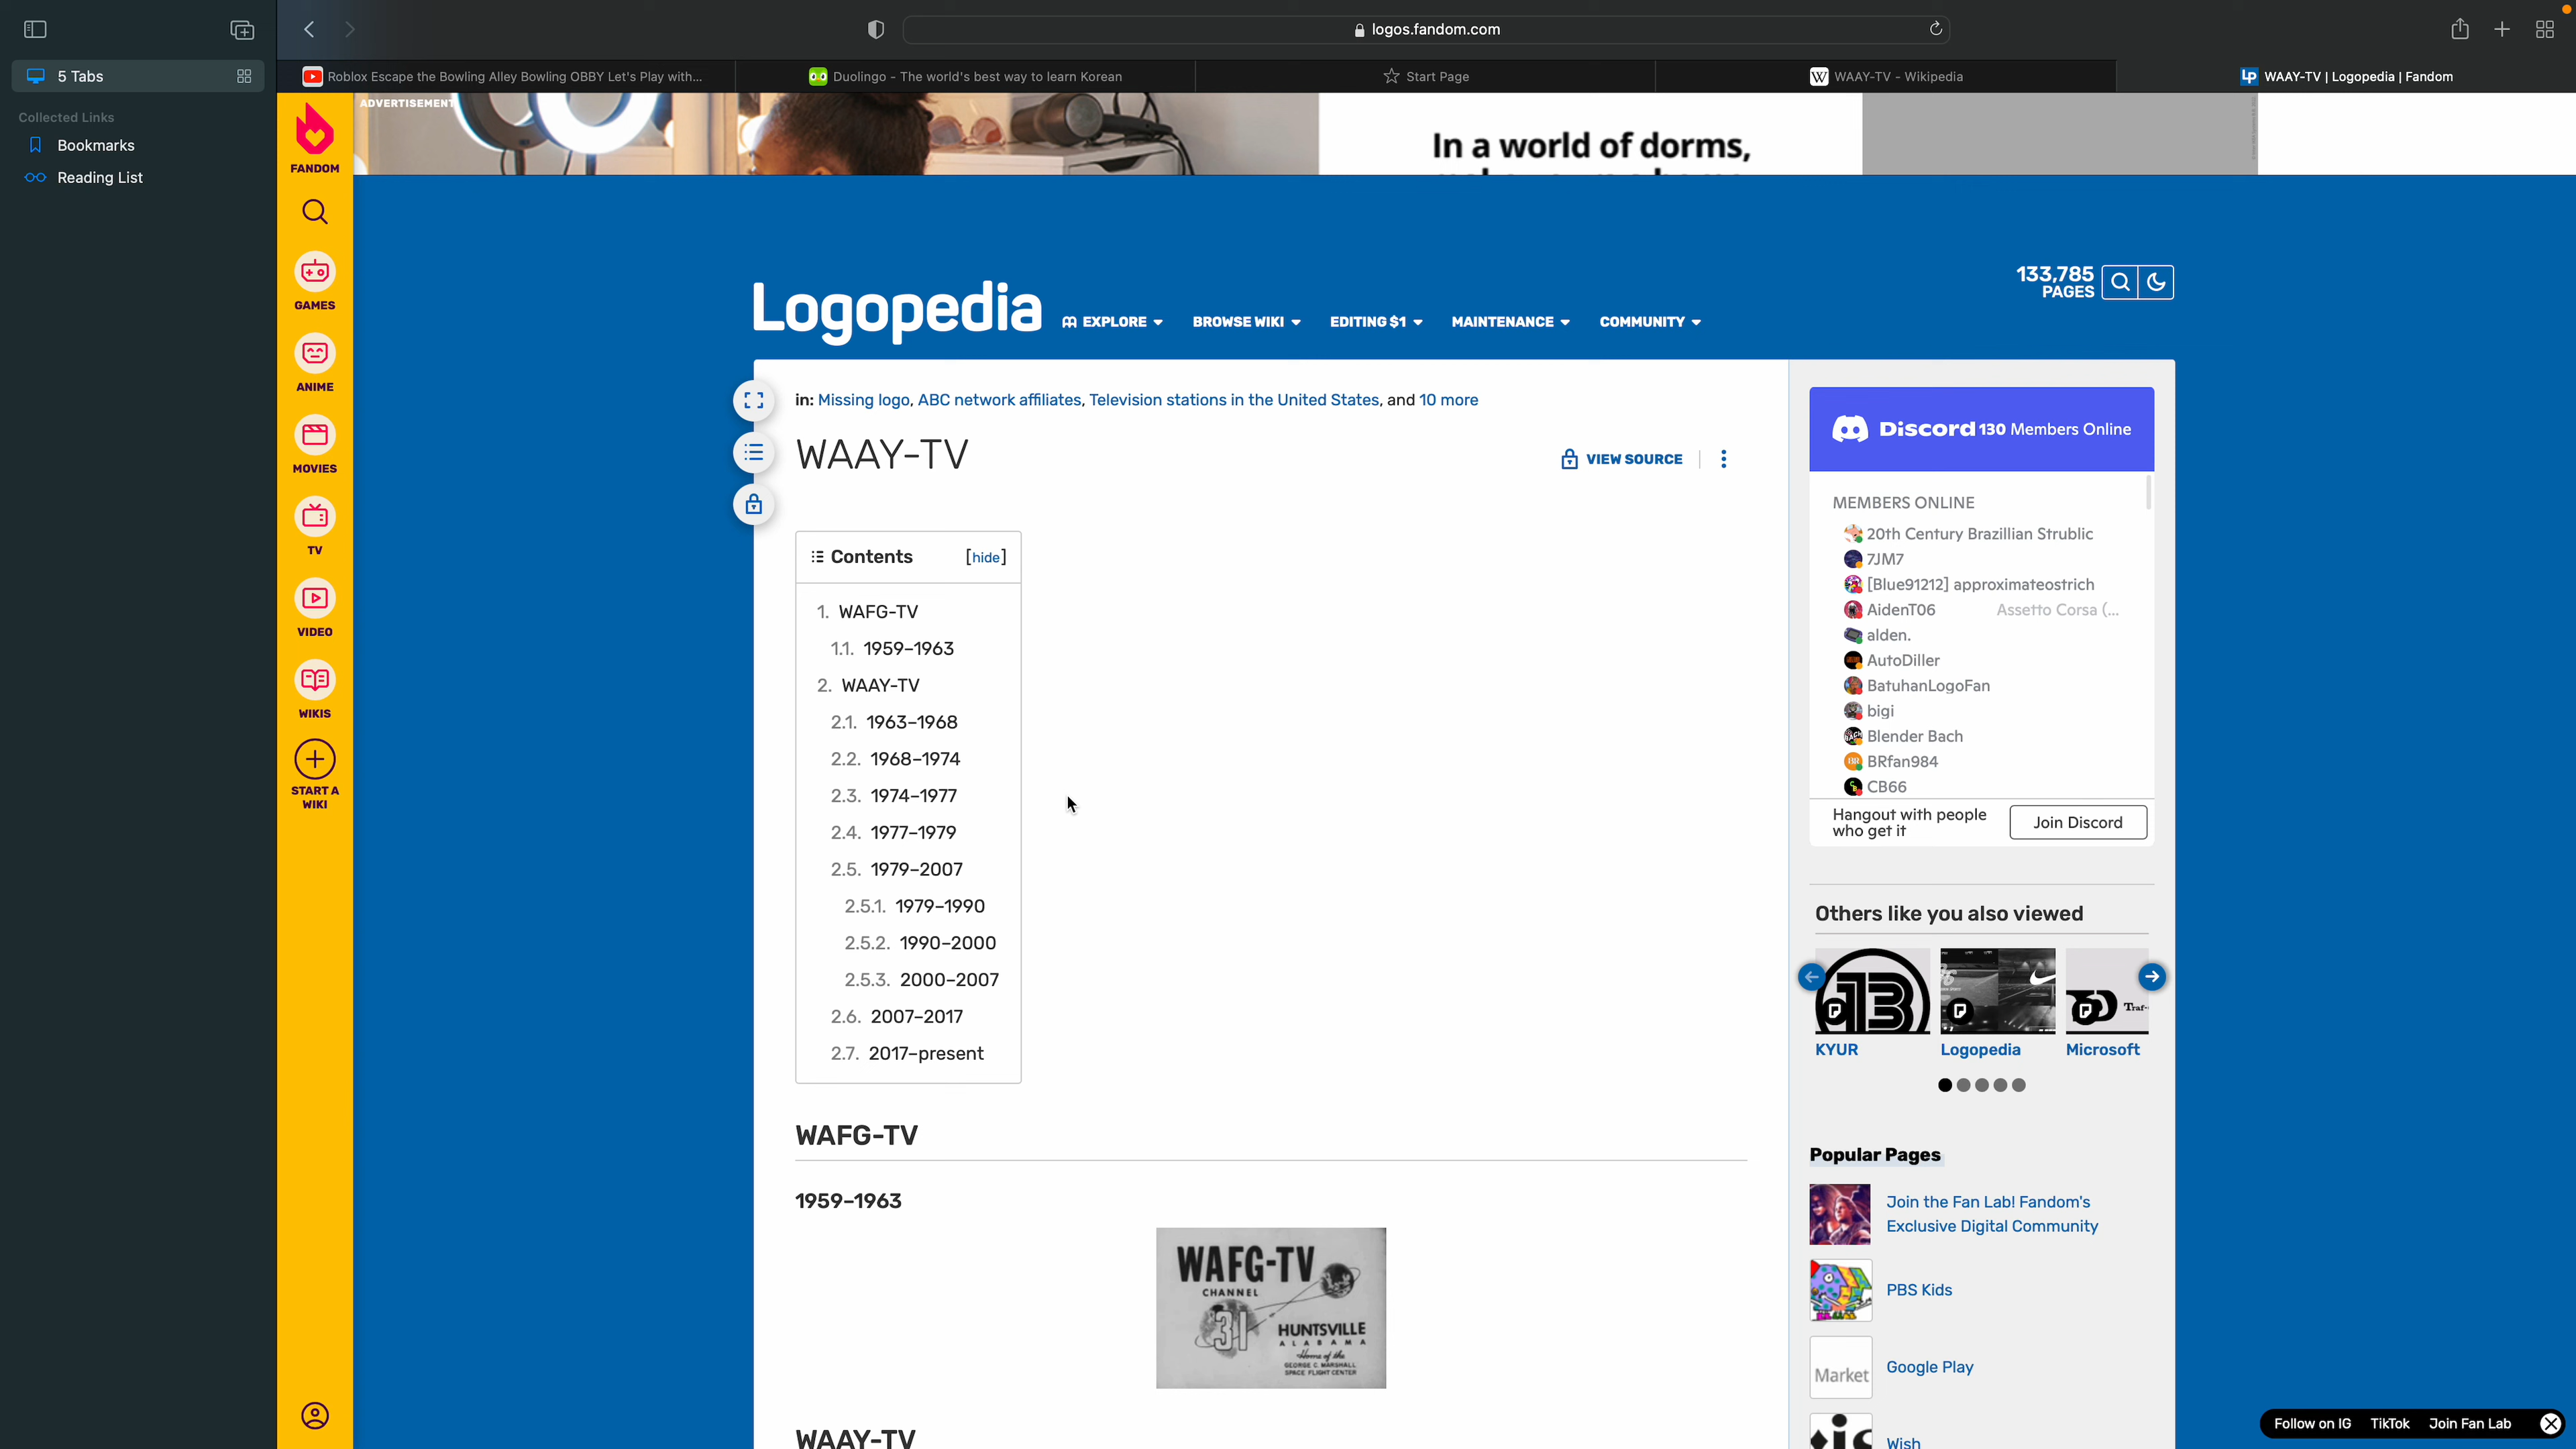 logos.fandom.com
5 Tabs
Roblox Escape the Bowling Alley Bowling OBBY Let's Play with...
Duolingo - The world's best way to learn Korean
Start Page
WAAY-TV - Wikipedia
Lp WAAY-TV | Logopedia | Fandom
Collected Links
Bookmarks
Reading List
ADVERTISEMENT
In a world of dorms,
FANDOM
GAMES
ANIME
MOVIES
TV
VIDEO
WIKIS
START A
WIKI
133,785
PAGES
Logopedia
EXPLORE
BROWSE WIKI
EDITING $1
MAINTENANCE
COMMUNITY
in: Missing logo, ABC network affiliates, Television stations in the United States, and 10 more
WAAY-TV
VIEW SOURCE
Contents [hide]
1. WAFG-TV
1.1. 1959–1963
2. WAAY-TV
2.1. 1963–1968
2.2. 1968–1974
2.3. 1974–1977
2.4. 1977–1979
2.5. 1979–2007
2.5.1. 1979–1990
2.5.2. 1990–2000
2.5.3. 2000–2007
2.6. 2007–2017
2.7. 2017–present
WAFG-TV
1959–1963
WAFG-TV
CHANNEL
31
HUNTSVILLE
ALABAMA
Home of the
GEORGE C. MARSHALL
SPACE FLIGHT CENTER
WAAY-TV
Discord 130 Members Online
MEMBERS ONLINE
20th Century Brazillian Strublic
7JM7
[Blue91212] approximateostrich
AidenT06 Assetto Corsa (...
alden.
AutoDiller
BatuhanLogoFan
bigi
Blender Bach
BRfan984
CB66
Hangout with people
who get it
Join Discord
Others like you also viewed
13
Traf-
KYUR
Logopedia
Microsoft
Popular Pages
Join the Fan Lab! Fandom's
Exclusive Digital Community
PBS Kids
Market
Google Play
Wish
Follow on IG TikTok Join Fan Lab